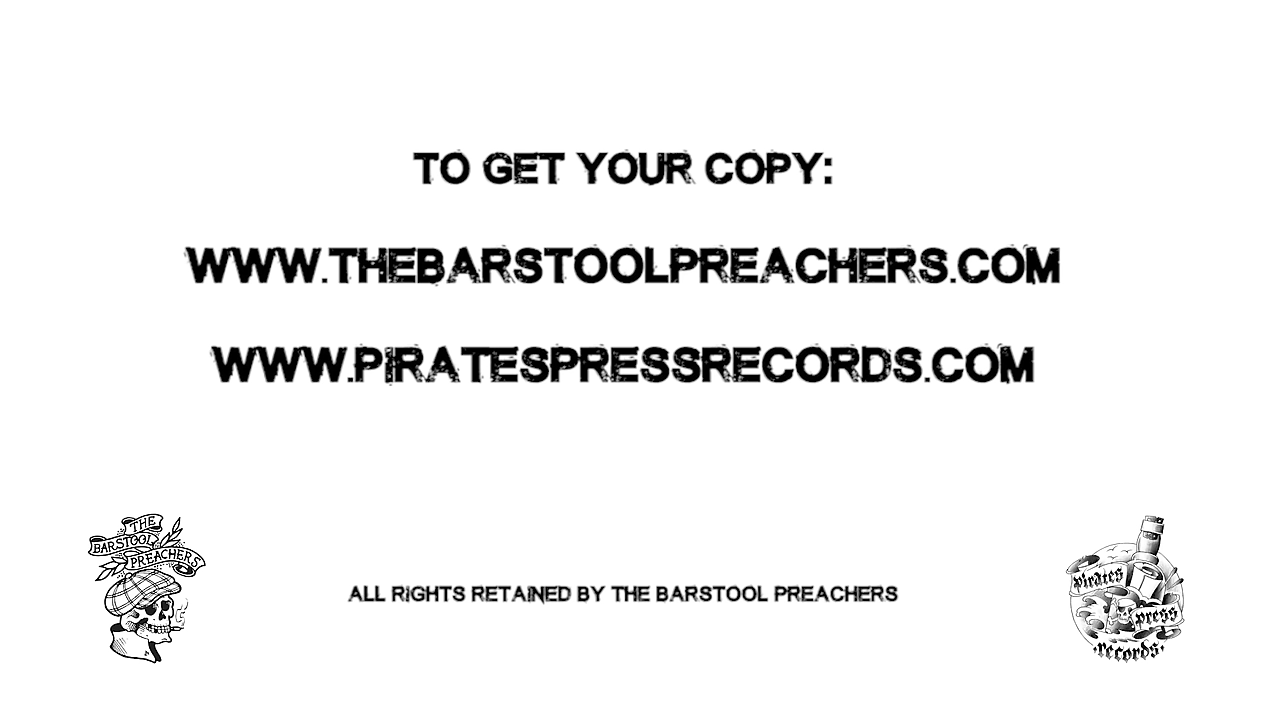 TO GET YOUR COPY:
WWW.THEBARSTOOLPREACHERS.COM
WWW.PIRATESPRESSRECORDS.COM
THE
BARSTOOL
PREACHERS
ALL RIGHTS RETAINED BY THE BARSTOOL PREACHERS
pirates
press
records